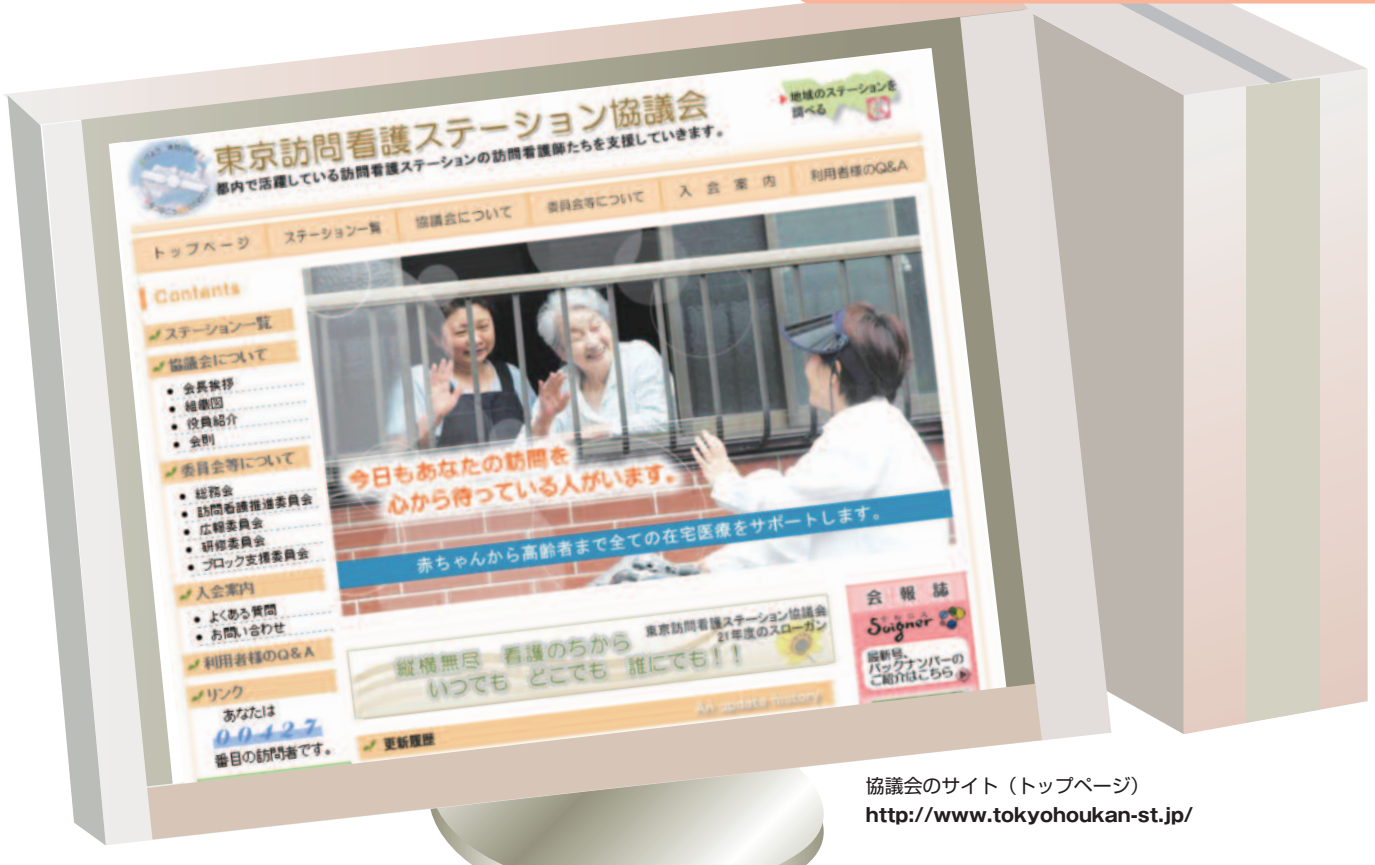 東京訪問看護ステーション協議会
都内で活躍している訪問看護ステーションの訪問看護師たちを支援していきます。
地域のステーションを
調べる
トップページ
ステーション一覧
協議会について
委員会等について
入会案内
利用者様のQ&A
Contents
ステーション一覧
協議会について
会長挨拶
組織図
役員紹介
会則
委員会等について
総務会
訪問看護推進委員会
広報委員会
研修委員会
ブロック支援委員会
入会案内
よくある質問
お問い合わせ
利用者様のQ&A
リンク
あなたは
00427
番目の訪問者です。
今日もあなたの訪問を
心から待っている人がいます。
赤ちゃんから高齢者まで全ての在宅医療をサポートします。
東京訪問看護ステーション協議会
21年度のスローガン
縦横無尽 看護のちから
いつでも どこでも 誰にでも!!
更新履歴
An update history
会報誌
Soigner
最新号、
バックナンバーの
ご紹介はこちら
協議会のサイト(トップページ)
http://www.tokyohoukan-st.jp/